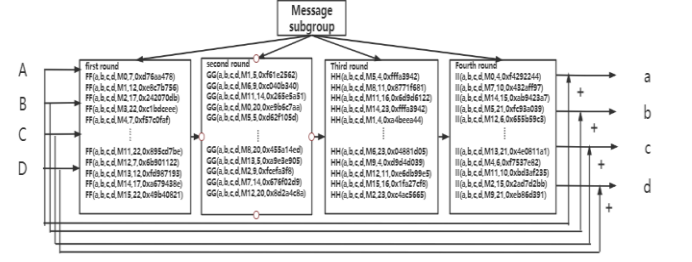 Message
subgroup
A
B
C
D
first round
FF(a,b,c,d,M0,7,0xd76aa478)
FF(a,b,c,d,M1,12,0xe8c7b756)
FF(a,b,c,d,M2,17,0x242070db)
FF(a,b,c,d,M3,22,0xc1bdceee)
FF(a,b,c,d,M4,7,0xf57c0faf)
FF(a,b,c,d,M11,22,0x895cd7be)
FF(a,b,c,d,M12,7,0x6b901122)
FF(a,b,c,d,M13,12,0xfd987193)
FF(a,b,c,d,M14,17,0xa679438e)
FF(a,b,c,d,M15,22,0x49b40821)
second round
GG(a,b,c,d,M1,5,0xf61e2562)
GG(a,b,c,d,M6,9,0xc040b340)
GG(a,b,c,d,M11,14,0x265e5a51)
GG(a,b,c,d,M0,20,0xe9b6c7aa)
GG(a,b,c,d,M5,5,0xd62f105d)
GG(a,b,c,d,M8,20,0x455a14ed)
GG(a,b,c,d,M13,5,0xa9e3e905)
GG(a,b,c,d,M2,9,0xfcefa3f8)
GG(a,b,c,d,M7,14,0x676f02d9)
GG(a,b,c,d,M12,20,0x8d2a4c8a)
Third round
HH(a,b,c,d,M5,4,0xfffa3942)
HH(a,b,c,d,M8,11,0x8771f681)
HH(a,b,c,d,M11,16,0x6d9d6122)
HH(a,b,c,d,M14,23,0xfffa3942)
HH(a,b,c,d,M1,4,0xa4beea44)
HH(a,b,c,d,M6,23,0x04881d05)
HH(a,b,c,d,M9,4,0xd9d4d039)
HH(a,b,c,d,M12,11,0xe6db99e5)
HH(a,b,c,d,M15,16,0x1fa27cf8)
HH(a,b,c,d,M2,23,0xc4ac5665)
Fourth round
II(a,b,c,d,M0,4,0xf4292244)
II(a,b,c,d,M7,10,0x432aff97)
II(a,b,c,d,M14,15,0xab9423a7)
II(a,b,c,d,M5,21,0xfc93a039)
II(a,b,c,d,M12,6,0x655b59c3)
II(a,b,c,d,M13,21,0x4e0811a1)
II(a,b,c,d,M4,6,0xf7537e82)
II(a,b,c,d,M11,10,0xbd3af235)
II(a,b,c,d,M2,15,0x2ad7d2bb)
II(a,b,c,d,M9,21,0xeb86d391)
a
+
b
+
c
+
d
+